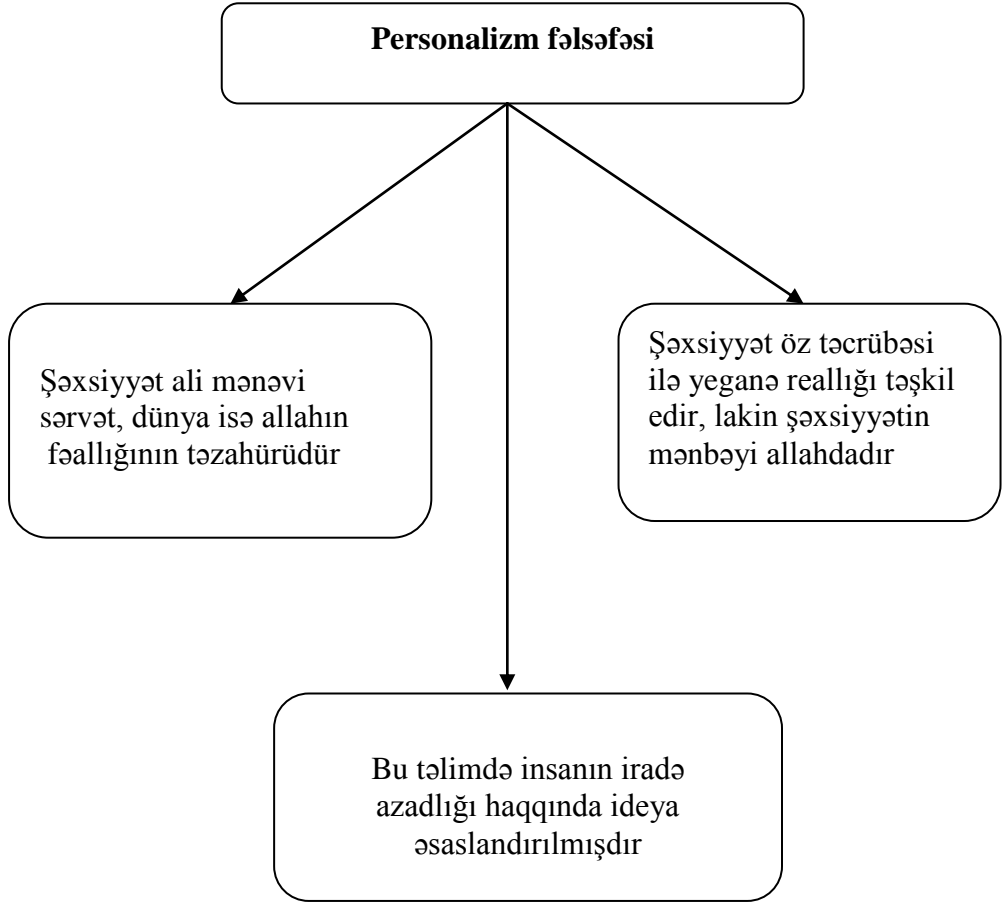 Personalizm fəlsəfəsi
Şəxsiyyət ali mənəvi
sərvət, dünya isə allahın
fəallığının təzahürüdür
Şəxsiyyət öz təcrübəsi
ilə yeganə reallığı təşkil
edir, lakin şəxsiyyətin
mənbəyi allahdadır
Bu təlimdə insanın iradə
azadlığı haqqında ideya
əsaslandırılmışdır